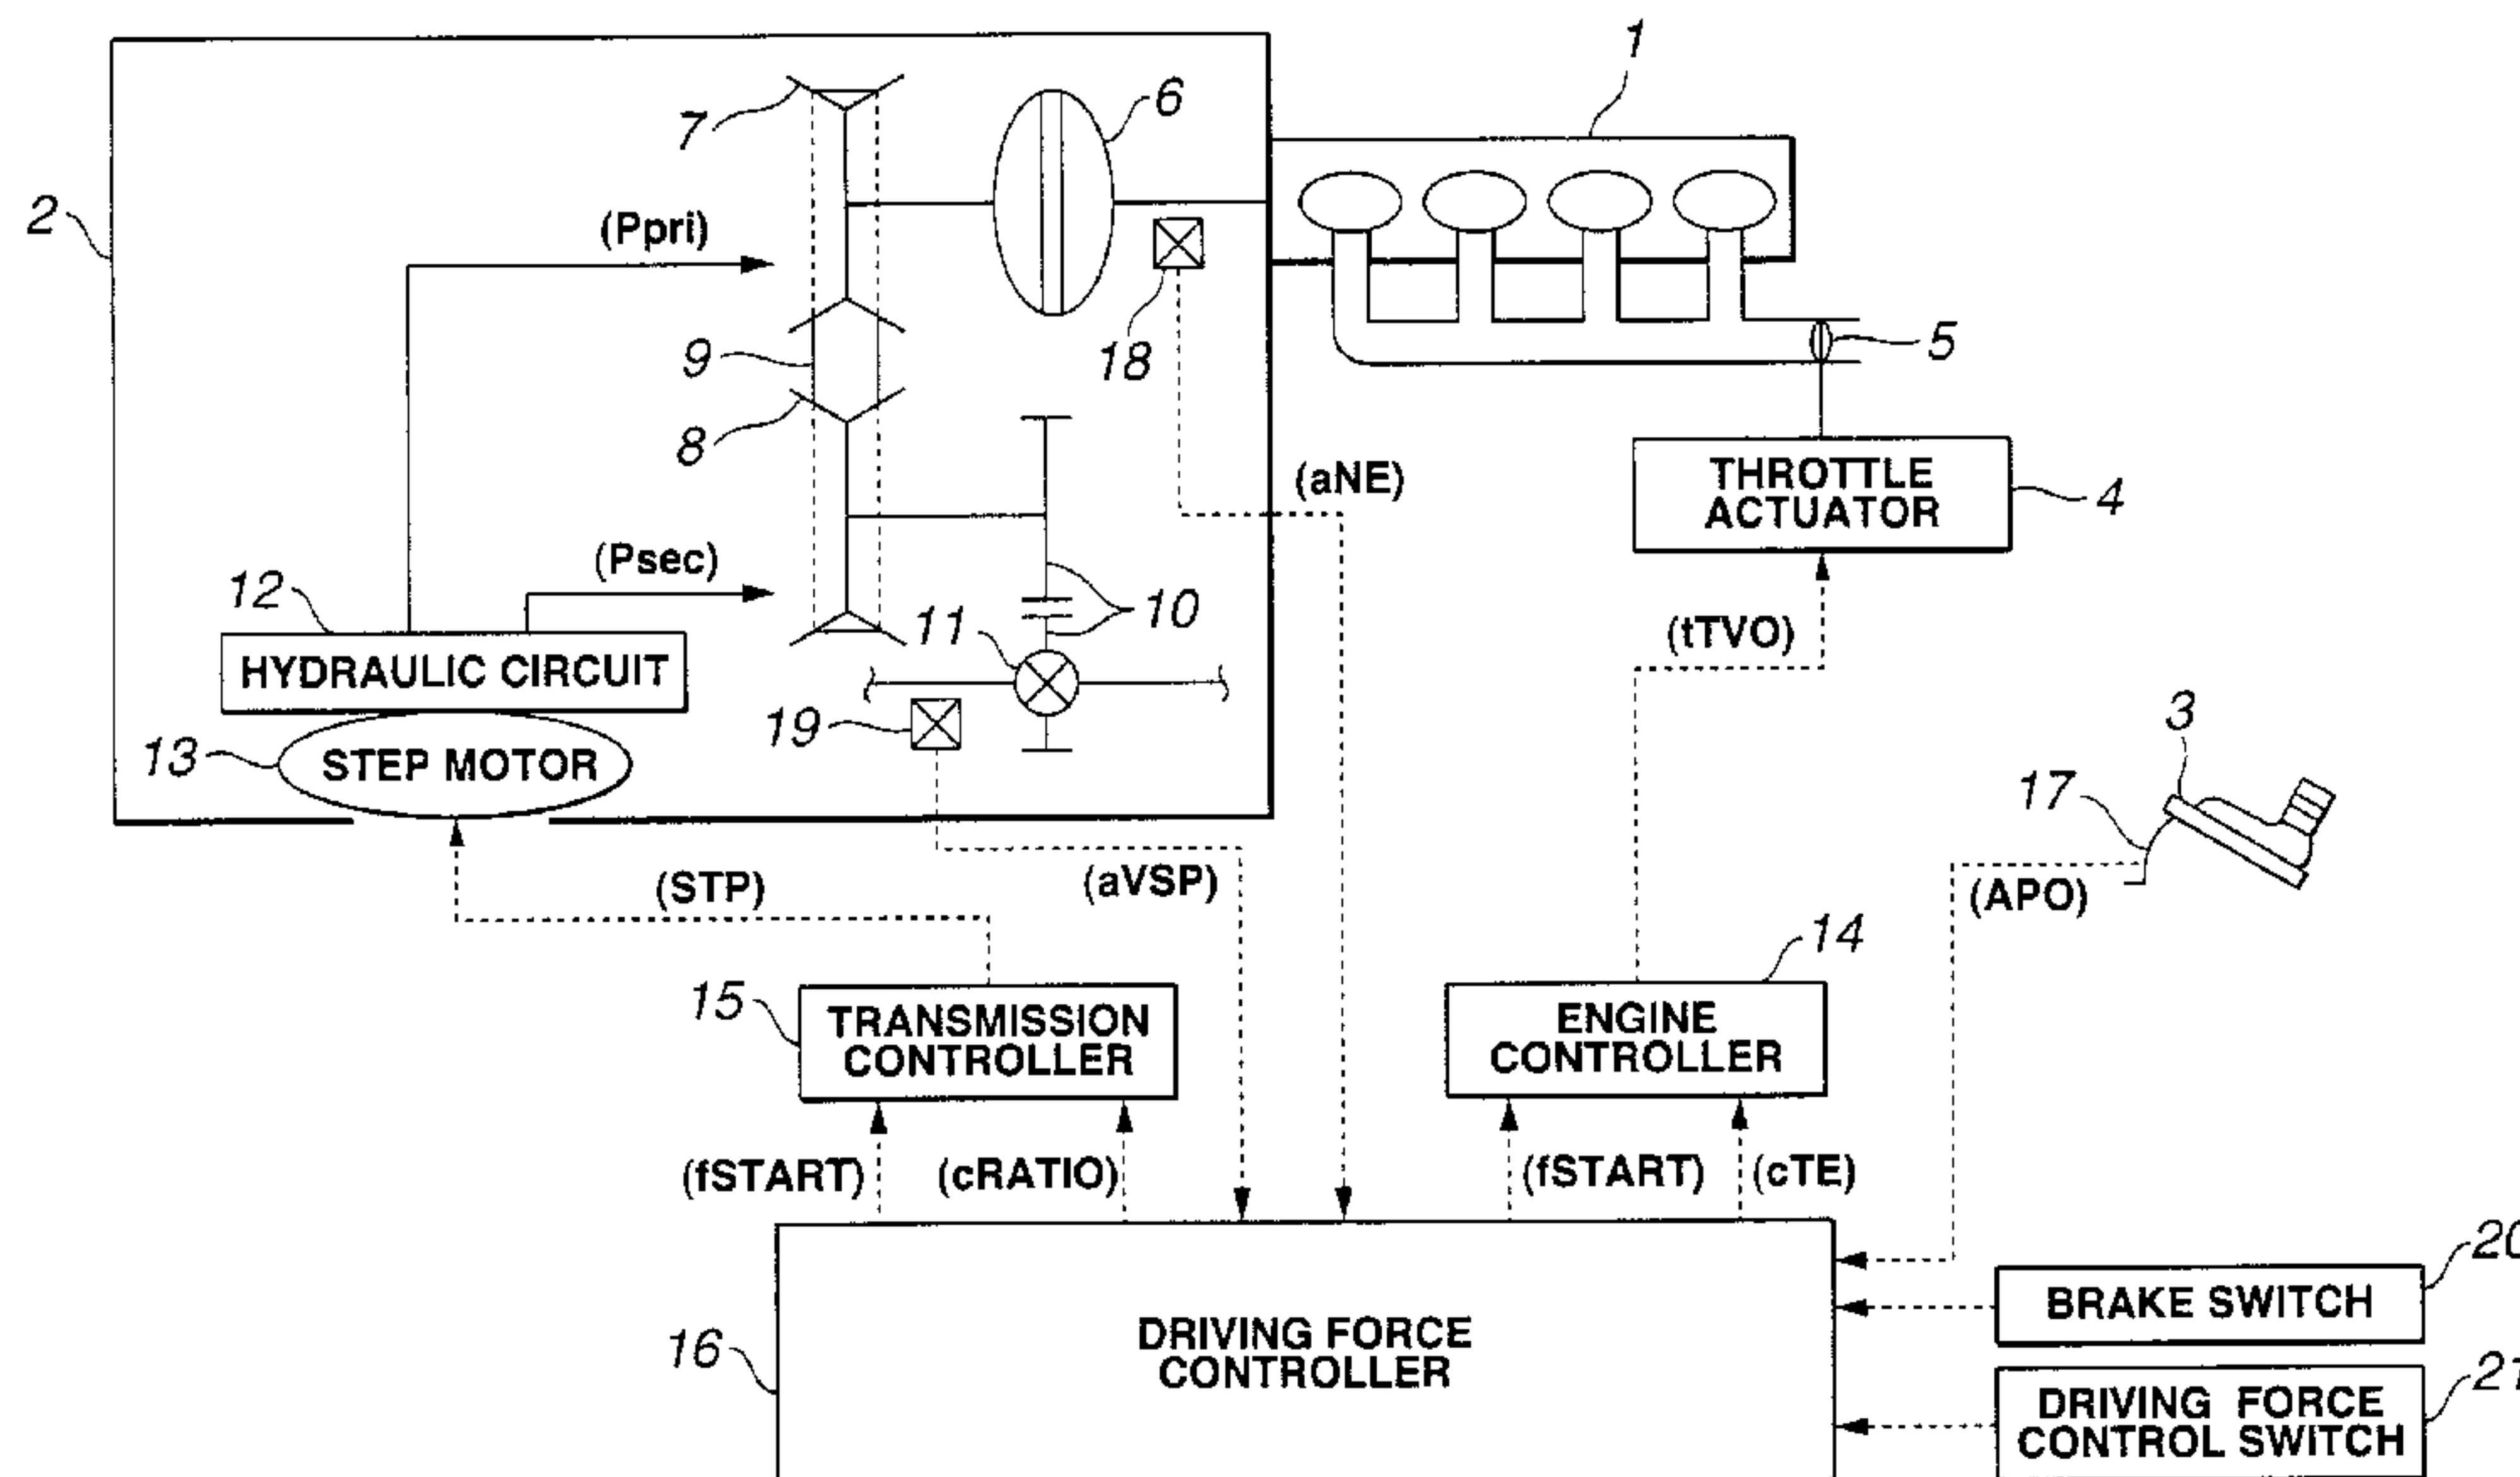 1
7
6
2
(Ppri)
9
18
5
8
(aNE)
THROTTLE
ACTUATOR
4
(Psec)
12
11
10
(tTVO)
HYDRAULIC CIRCUIT
19
3
13
STEP MOTOR
17
(STP)
(aVSP)
(APO)
14
15
TRANSMISSION
CONTROLLER
ENGINE
CONTROLLER
(fSTART)
(cRATIO)
(fSTART)
(cTE)
20
BRAKE SWITCH
16
DRIVING FORCE
CONTROLLER
21
DRIVING FORCE
CONTROL SWITCH